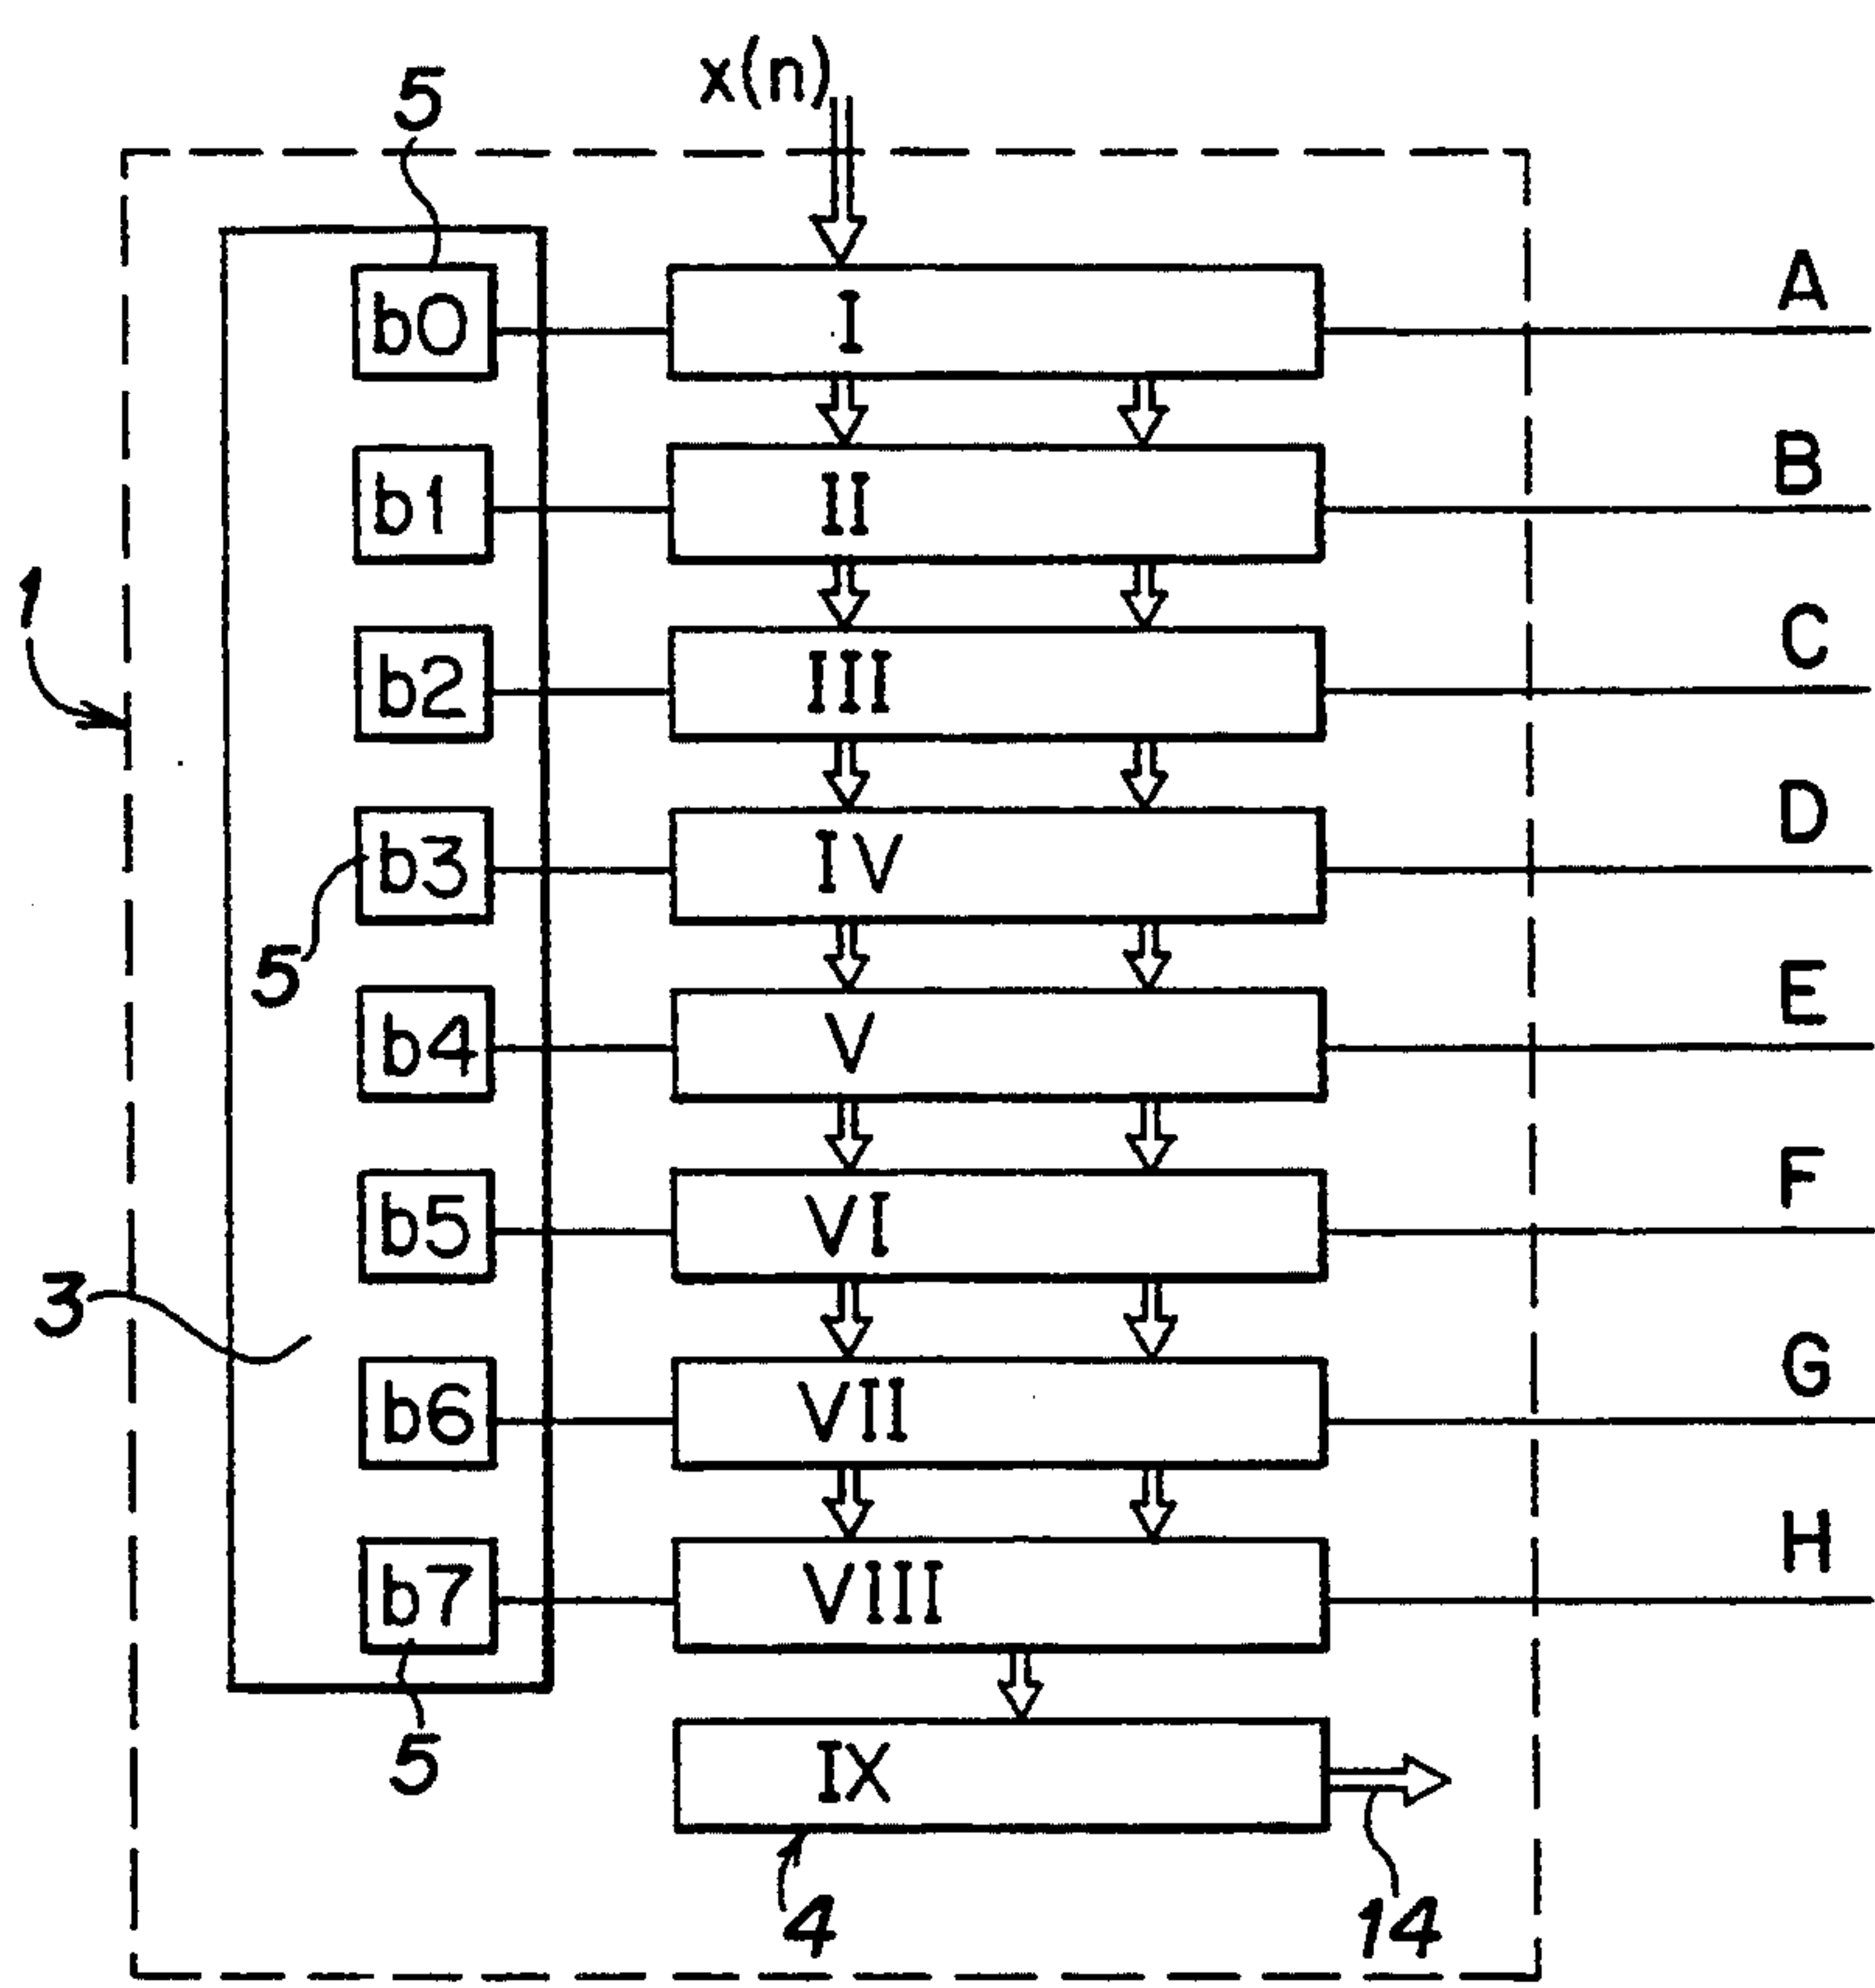 x(n)
5
b0 I A
b1 II B
1
b2 III C
b3 IV D
5
b4 V E
b5 VI F
3
b6 VII G
b7 VIII H
5
IX
4 14